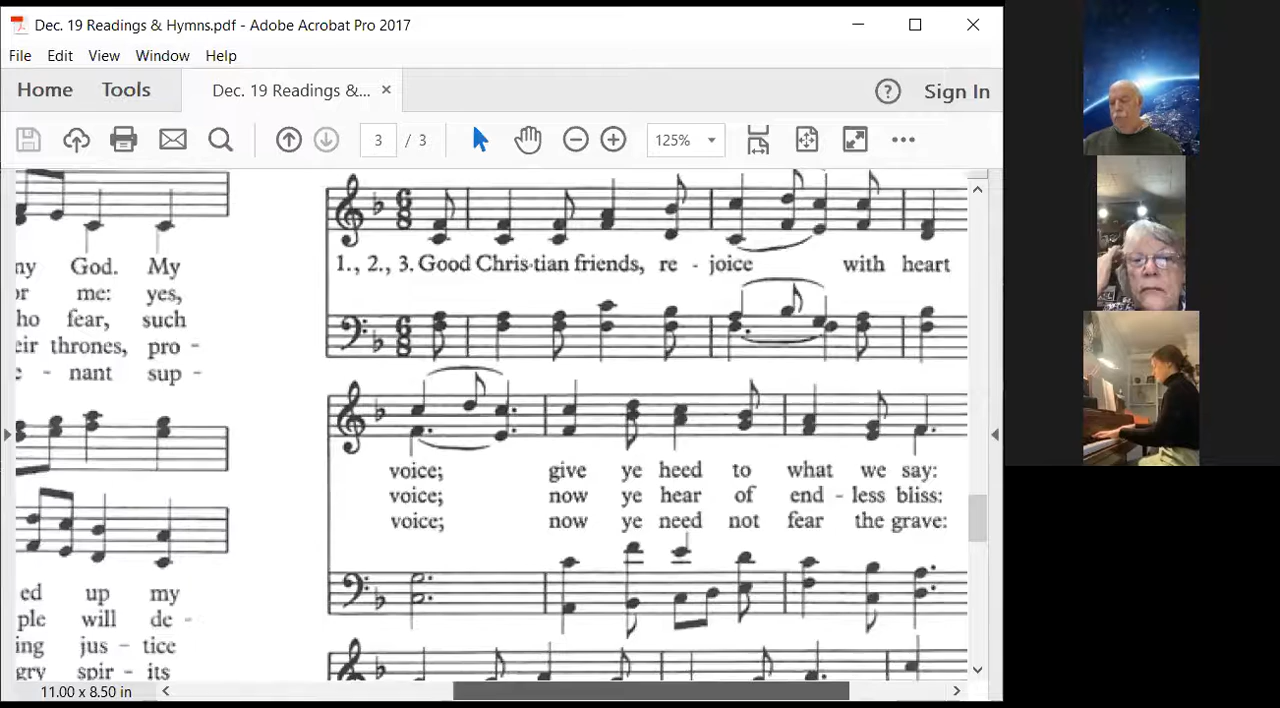 Dec. 19 Readings & Hymns.pdf - Adobe Acrobat Pro 2017
File Edit View Window Help
Home Tools Dec. 19 Readings &... × ? Sign In
3 / 3 125%
ny God. My
or me: yes,
ho fear, such
eir thrones, pro -
e - nant sup -
ed up my
ple will de -
ing jus - tice
gry spir - its
1., 2., 3. Good Chris-tian friends, re - joice with heart
voice; give ye heed to what we say:
voice; now ye hear of end - less bliss:
voice; now ye need not fear the grave:
11.00 x 8.50 in